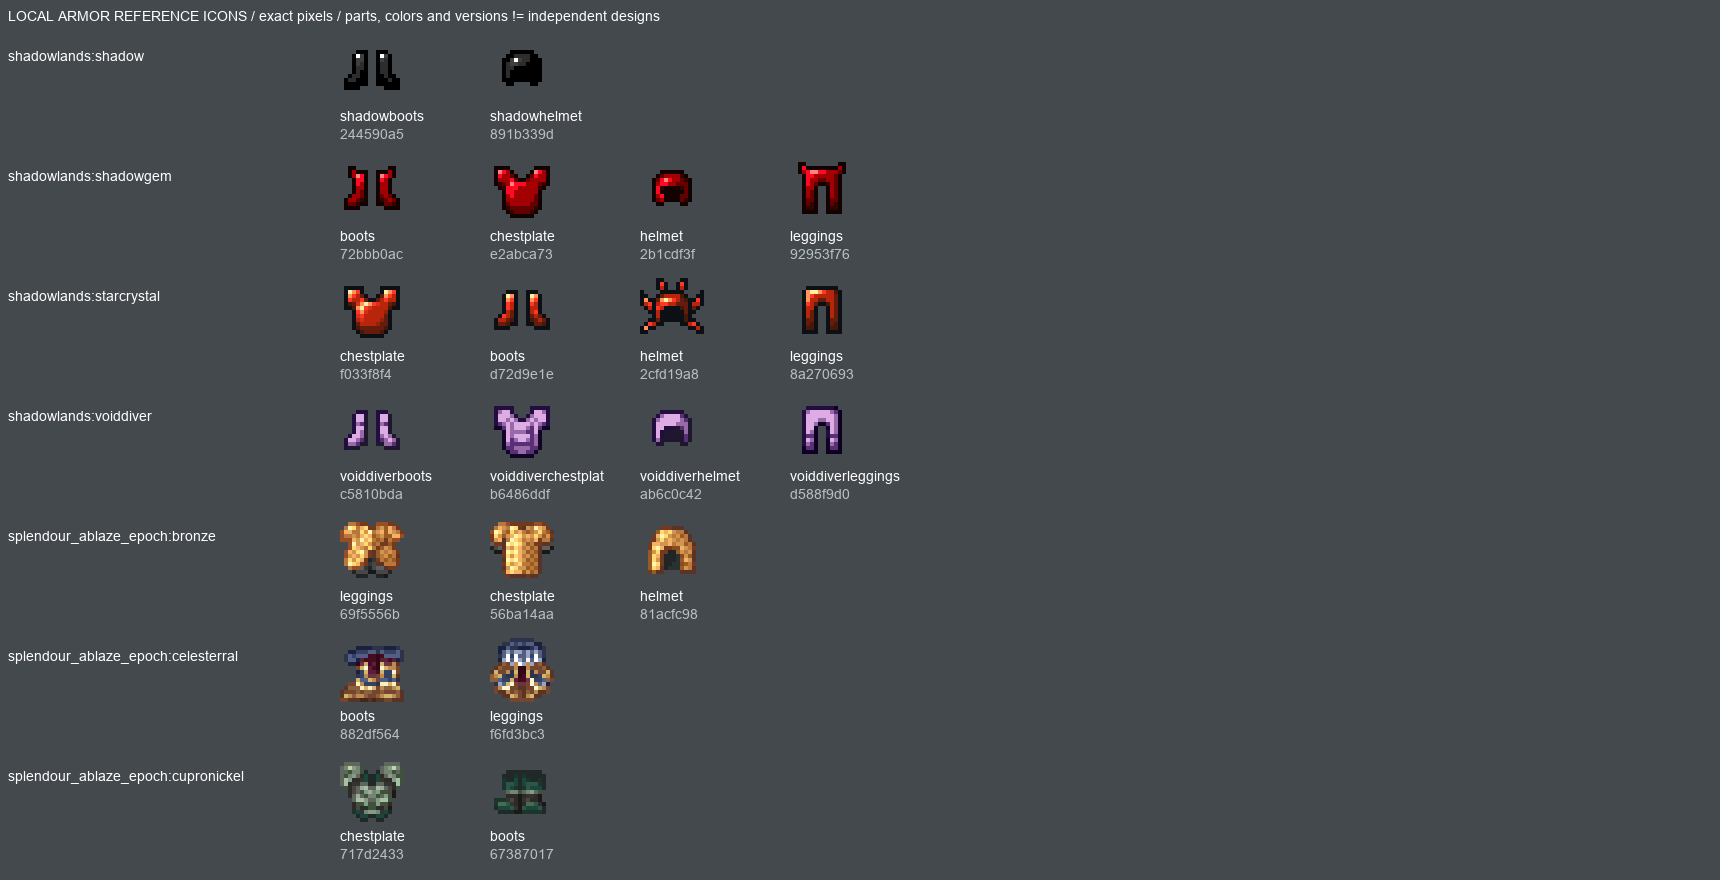 LOCAL ARMOR REFERENCE ICONS / exact pixels / parts, colors and versions != independent designs
shadowlands:shadow
shadowboots shadowhelmet
244590a5 891b339d
shadowlands:shadowgem
boots chestplate helmet leggings
72bbb0ac e2abca73 2b1cdf3f 92953f76
shadowlands:starcrystal
chestplate boots helmet leggings
f033f8f4 d72d9e1e 2cfd19a8 8a270693
shadowlands:voiddiver
voiddiverboots voiddiverchestplat voiddiverhelmet voiddiverleggings
c5810bda b6486ddf ab6c0c42 d588f9d0
splendour_ablaze_epoch:bronze
leggings chestplate helmet
69f5556b 56ba14aa 81acfc98
splendour_ablaze_epoch:celesterral
boots leggings
882df564 f6fd3bc3
splendour_ablaze_epoch:cupronickel
chestplate boots
717d2433 67387017